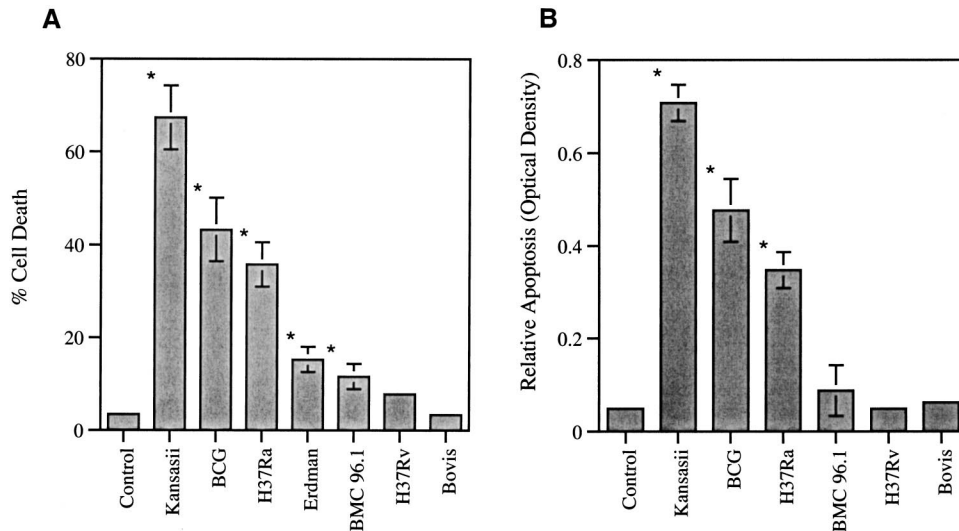 A
80
60
40
20
0
% Cell Death
*
*
*
*
*
Control
Kansasii
BCG
H37Ra
Erdman
BMC 96.1
H37Rv
Bovis
B
0.8
0.6
0.4
0.2
0
Relative Apoptosis (Optical Density)
*
*
*
Control
Kansasii
BCG
H37Ra
BMC 96.1
H37Rv
Bovis